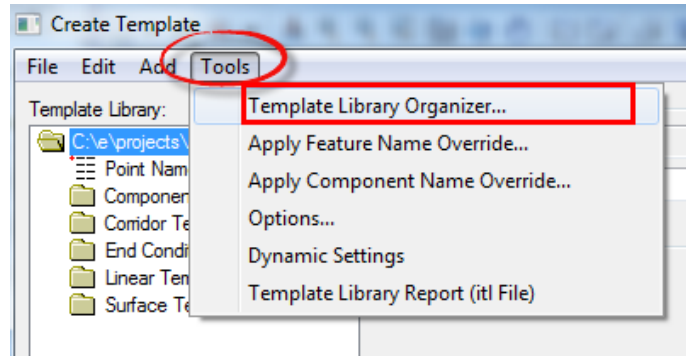 Create Template
File Edit Add Tools
Template Library:
C:\e\projects\
Point Nam
Componen
Corridor Te
End Condi
Linear Tem
Surface Te
Template Library Organizer...
Apply Feature Name Override...
Apply Component Name Override...
Options...
Dynamic Settings
Template Library Report (itl File)